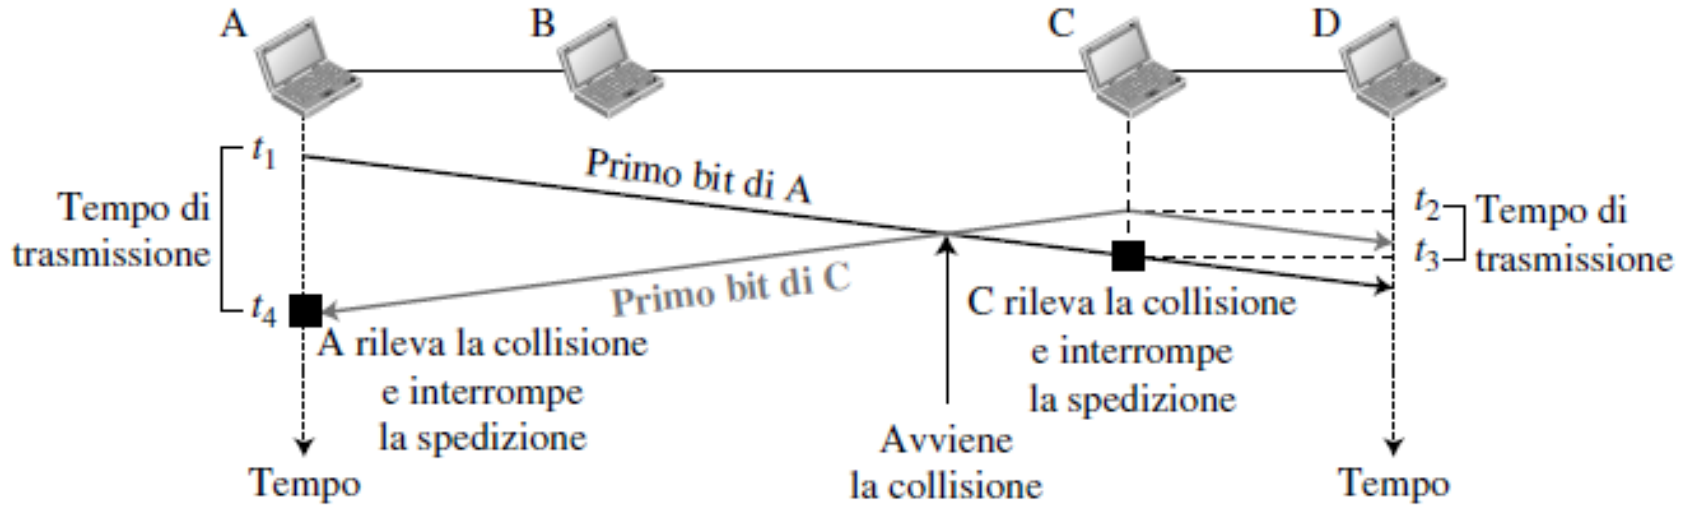 A
B
C
D
t1
Primo bit di A
Tempo di
trasmissione
t2
Tempo di
t3
trasmissione
Primo bit di C
t4
C rileva la collisione
e interrompe
la spedizione
A rileva la collisione
e interrompe
la spedizione
Avviene
la collisione
Tempo
Tempo